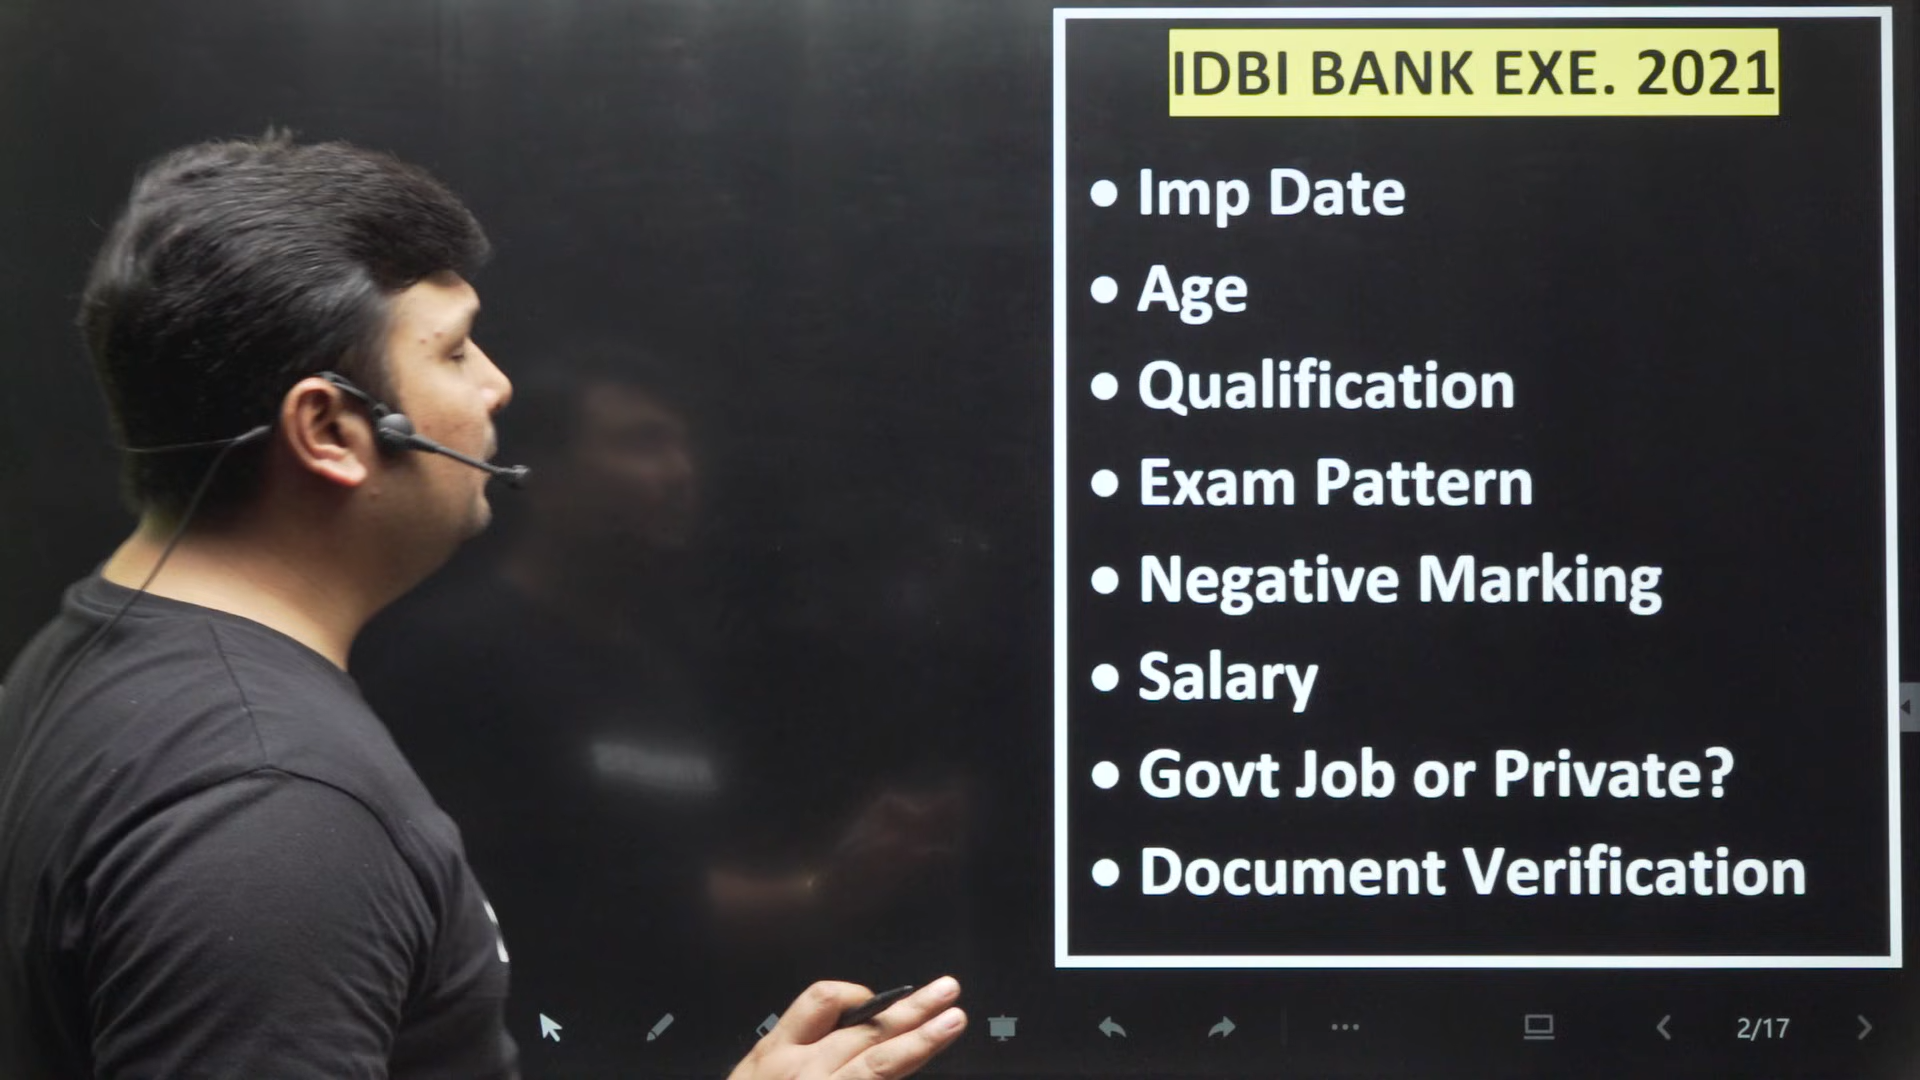 IDBI BANK EXE. 2021
• Imp Date
• Age
• Qualification
• Exam Pattern
• Negative Marking
• Salary
• Govt Job or Private?
• Document Verification
2/17